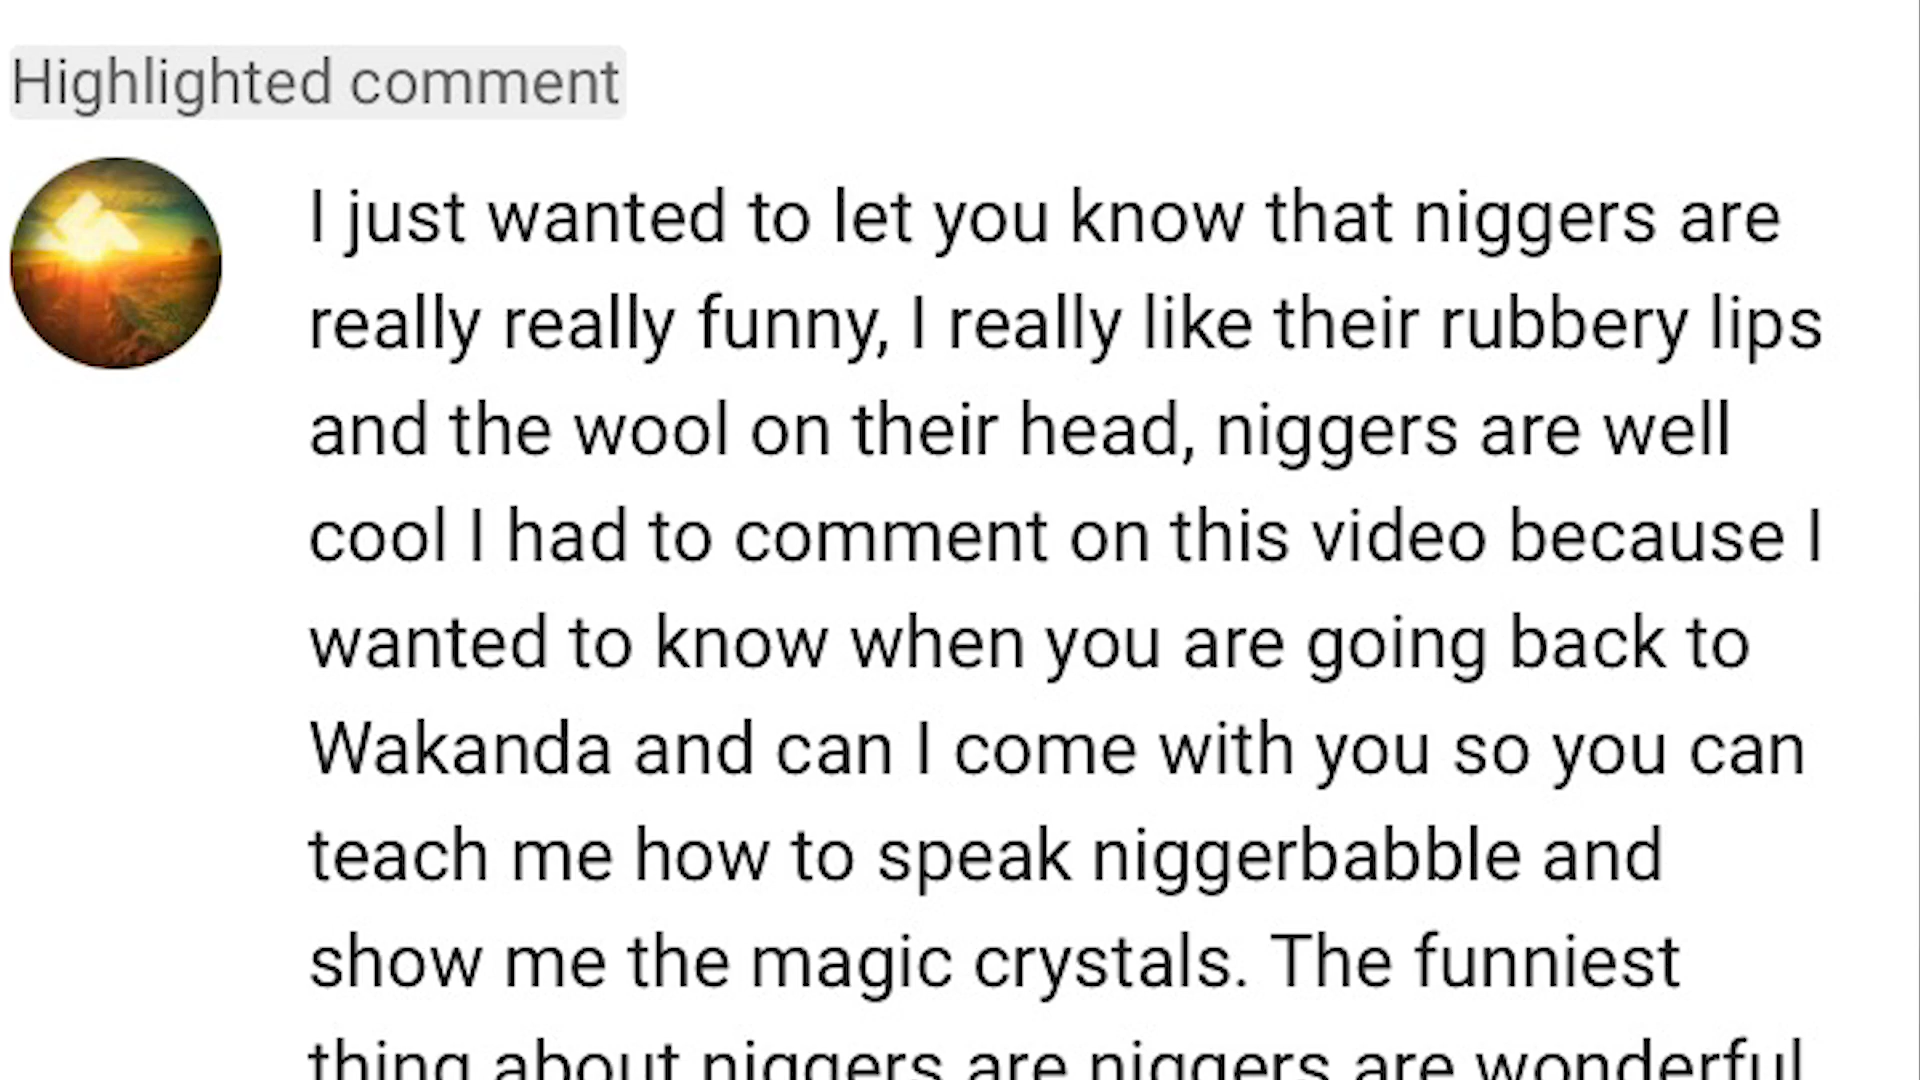 Highlighted comment
I just wanted to let you know that niggers are
really really funny, I really like their rubbery lips
and the wool on their head, niggers are well
cool I had to comment on this video because I
wanted to know when you are going back to
Wakanda and can I come with you so you can
teach me how to speak niggerbabble and
show me the magic crystals. The funniest
thing about niggers are niggers are wonderful